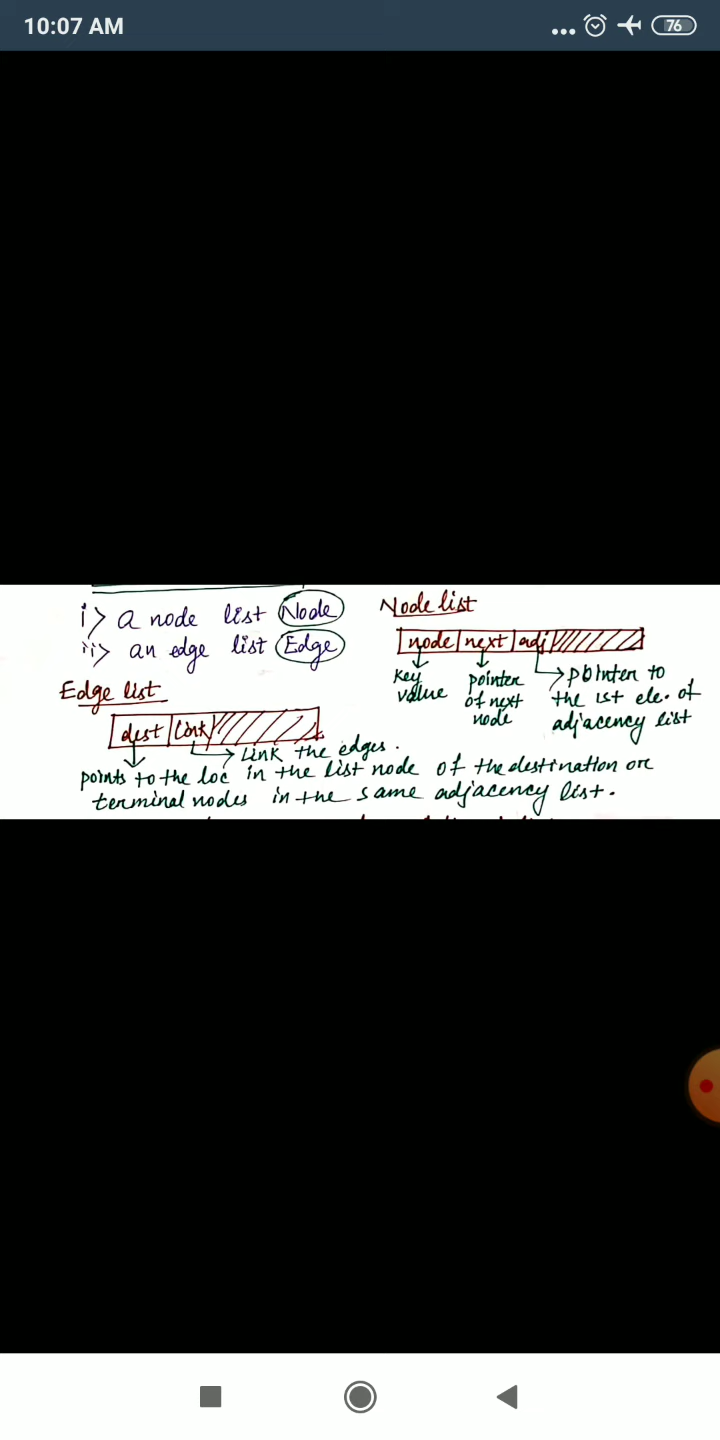 10:07 AM
76
i> a node list Node
ii> an edge list Edge
Node list
node next adj
key value
pointer of next node
pointer to the 1st ele. of adjacency list
Edge list
dest Link
Link the edges.
points to the loc in the list node of the destination or
terminal nodes in the same adjacency list.